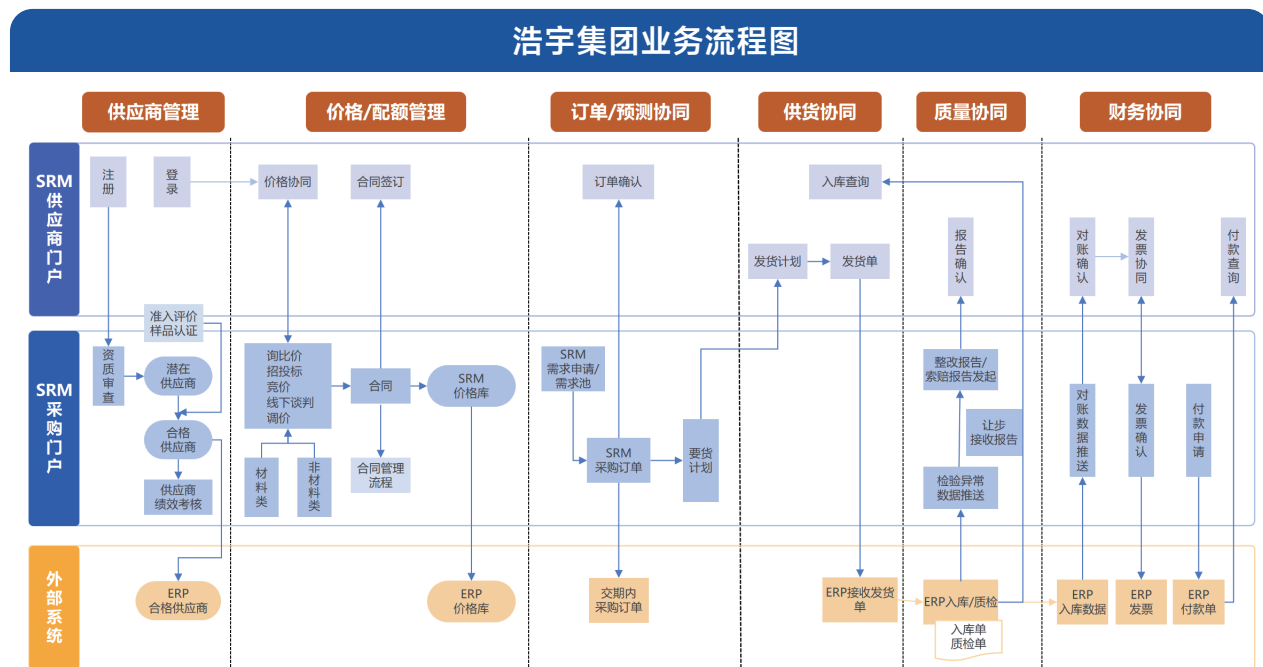 浩宇集团业务流程图
供应商管理
价格/配额管理
订单/预测协同
供货协同
质量协同
财务协同
SRM
供应商门户
注册
登录
价格协同
合同签订
订单确认
入库查询
发货计划
发货单
报告确认
对账确认
发票协同
付款查询
准入评价
样品认证
SRM
采购门户
资质审查
潜在
供应商
合格
供应商
供应商
绩效考核
询比价
招投标
竞价
线下谈判
调价
材料类
非材料类
合同
合同管理
流程
SRM
价格库
SRM
需求申请/
需求池
SRM
采购订单
要货
计划
整改报告/
索赔报告发起
让步
接收报告
检验异常
数据推送
对账数据推送
发票确认
付款申请
外部系统
ERP
合格供应商
ERP
价格库
交期内
采购订单
ERP接收发货
单
ERP入库/质检
入库单
质检单
ERP
入库数据
ERP
发票
ERP
付款单